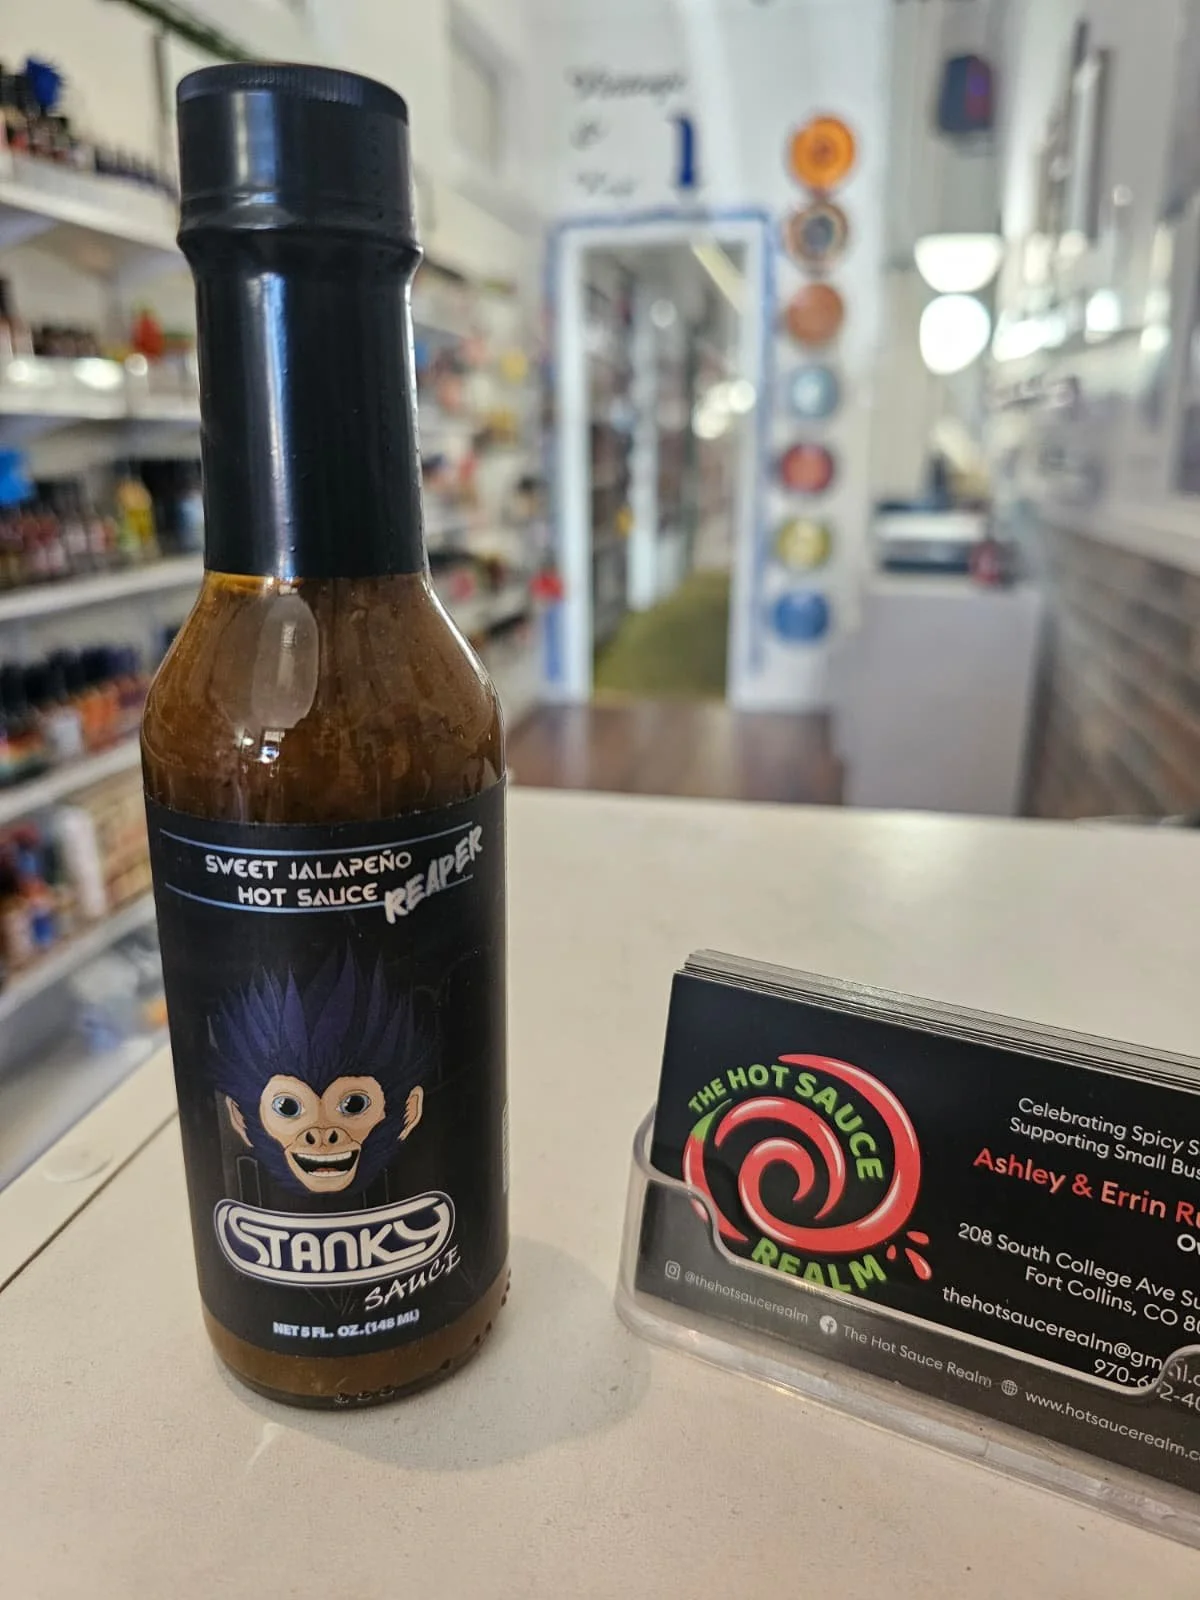 SWEET JALAPEÑO
HOT SAUCE REAPER
STANKY
SAUCE
NET 5 FL. OZ. (148 ML)
THE HOT SAUCE
REALM
Celebrating Spicy
Supporting Small
Ashley & Errin
208 South College Ave
Fort Collins, CO
thehotsaucerealm@gmail.c
@thehotsaucerealm
The Hot Sauce Realm
www.hotsaucerealm.c